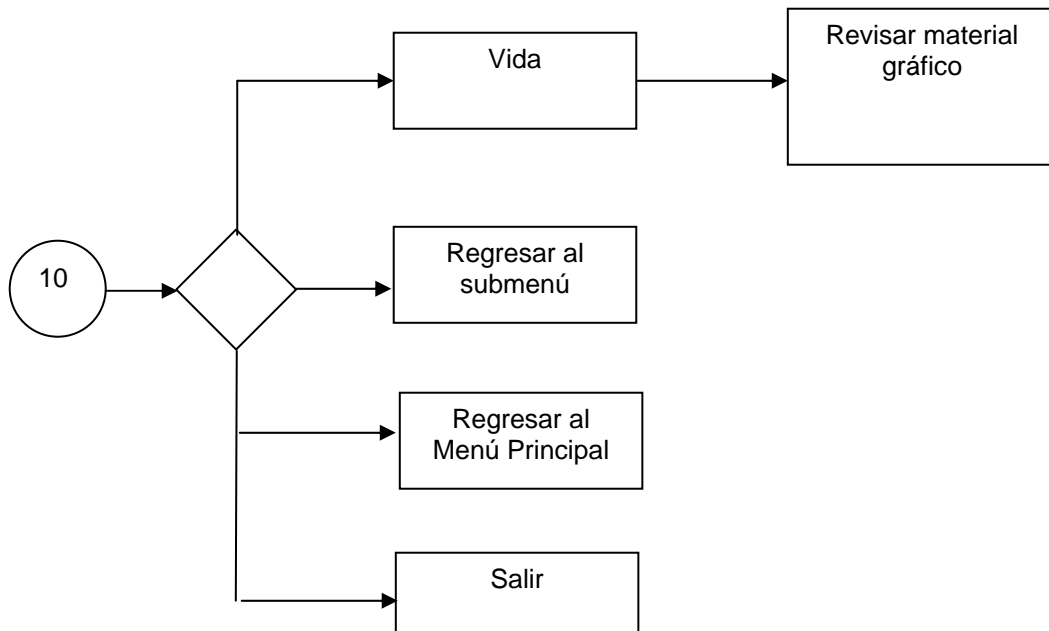 Vida
Revisar material
gráfico
10
Regresar al
submenú
Regresar al
Menú Principal
Salir